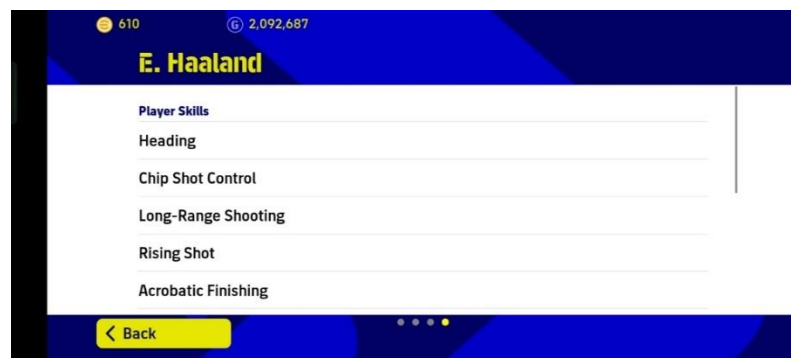 610 2,092,687
E. Haaland
Player Skills
Heading
Chip Shot Control
Long-Range Shooting
Rising Shot
Acrobatic Finishing
Back